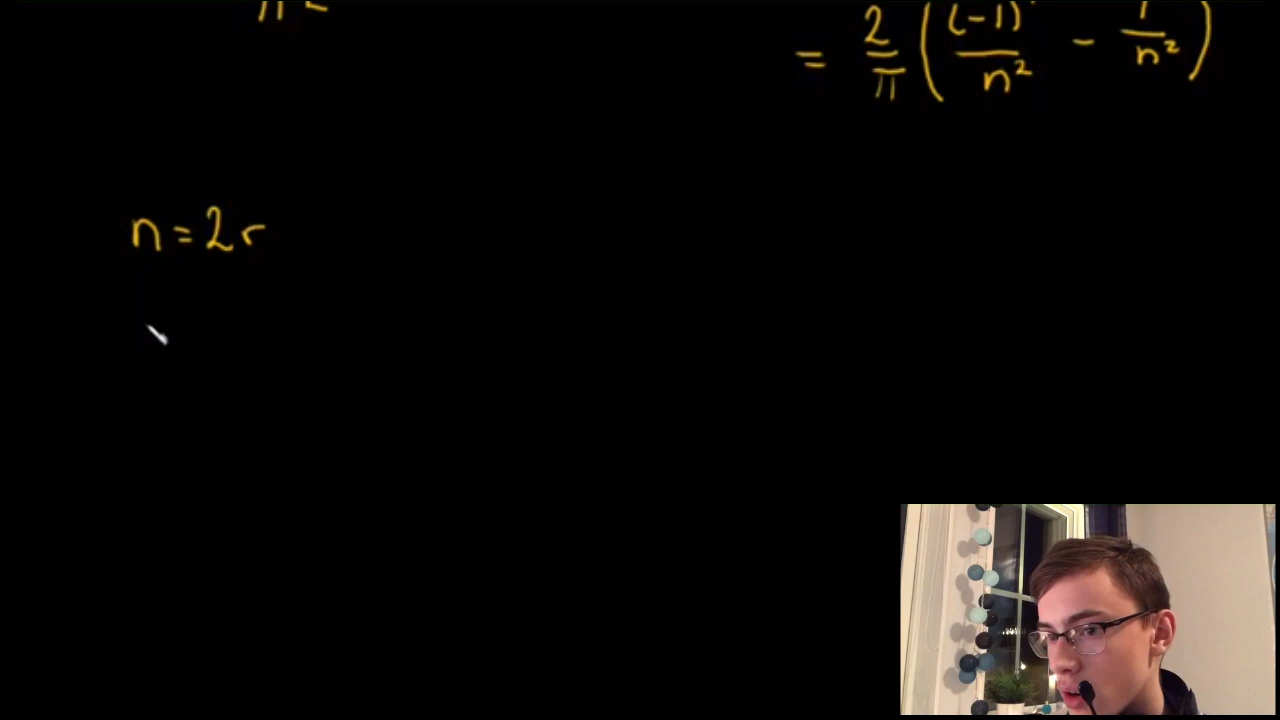 π
= 2/π ( (-1) / n² - 1/n² )
n = 2r